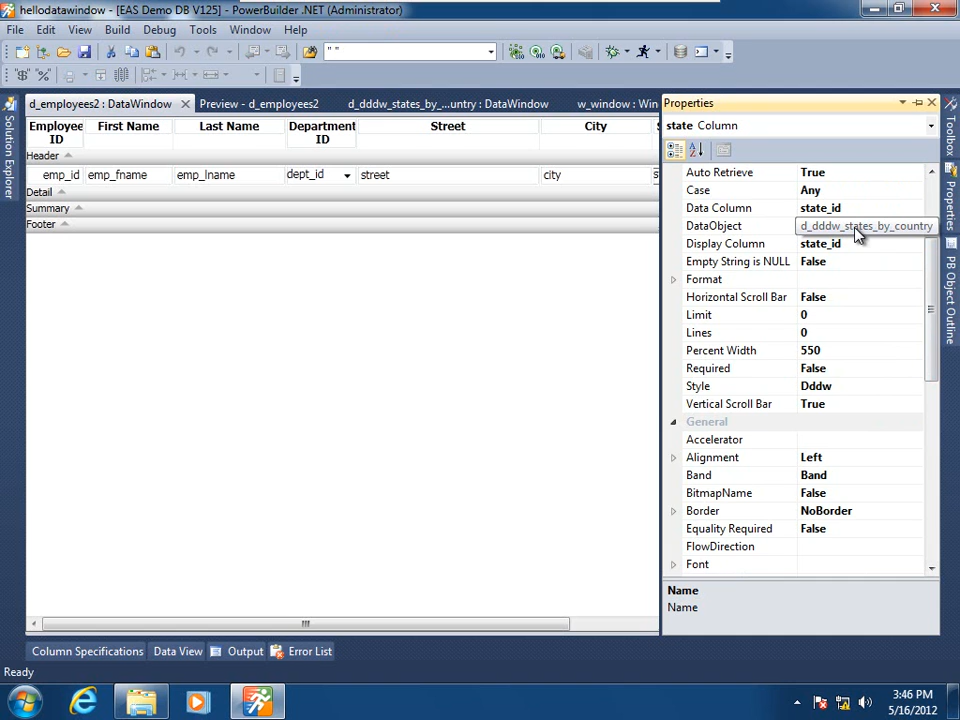 hellodatawindow - [EAS Demo DB V125] - PowerBuilder .NET (Administrator)
File Edit View Build Debug Tools Window Help
" "
d_employees2 : DataWindow
Preview - d_employees2
d_dddw_states_by_...untry : DataWindow
w_window : Win
Properties
state Column
Employee ID
First Name
Last Name
Department ID
Street
City
Header
emp_id
emp_fname
emp_lname
dept_id
street
city
Detail
Summary
Footer
Auto Retrieve True
Case Any
Data Column state_id
DataObject d_dddw_states_by_country
Display Column state_id
Empty String is NULL False
Format
Horizontal Scroll Bar False
Limit 0
Lines 0
Percent Width 550
Required False
Style Dddw
Vertical Scroll Bar True
General
Accelerator
Alignment Left
Band Band
BitmapName False
Border NoBorder
Equality Required False
FlowDirection
Font
Name
Name
Solution Explorer
Toolbox
Properties
PB Object Outline
Column Specifications
Data View
Output
Error List
Ready
3:46 PM
5/16/2012